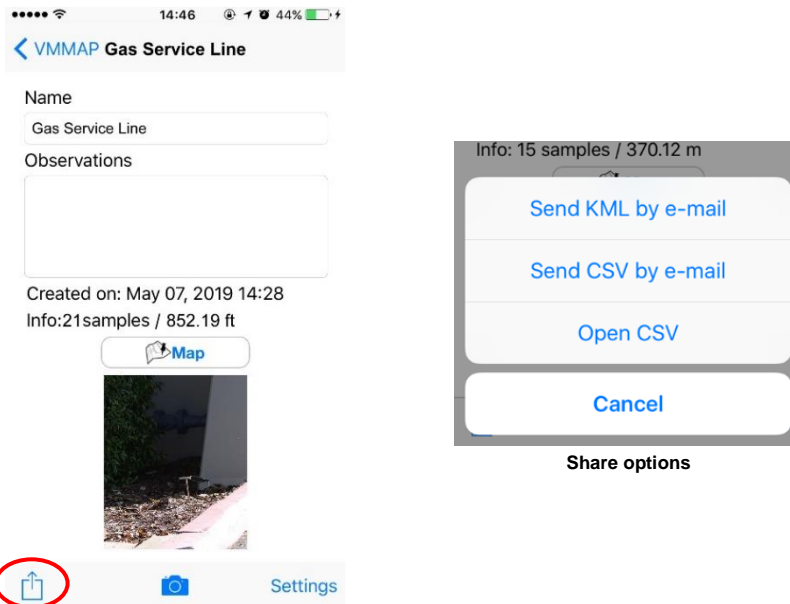 14:46 44%
VMMAP Gas Service Line
Name
Gas Service Line
Observations
Created on: May 07, 2019 14:28
Info:21samples / 852.19 ft
Map
Settings
Info: 15 samples / 370.12 m
Send KML by e-mail
Send CSV by e-mail
Open CSV
Cancel
Share options